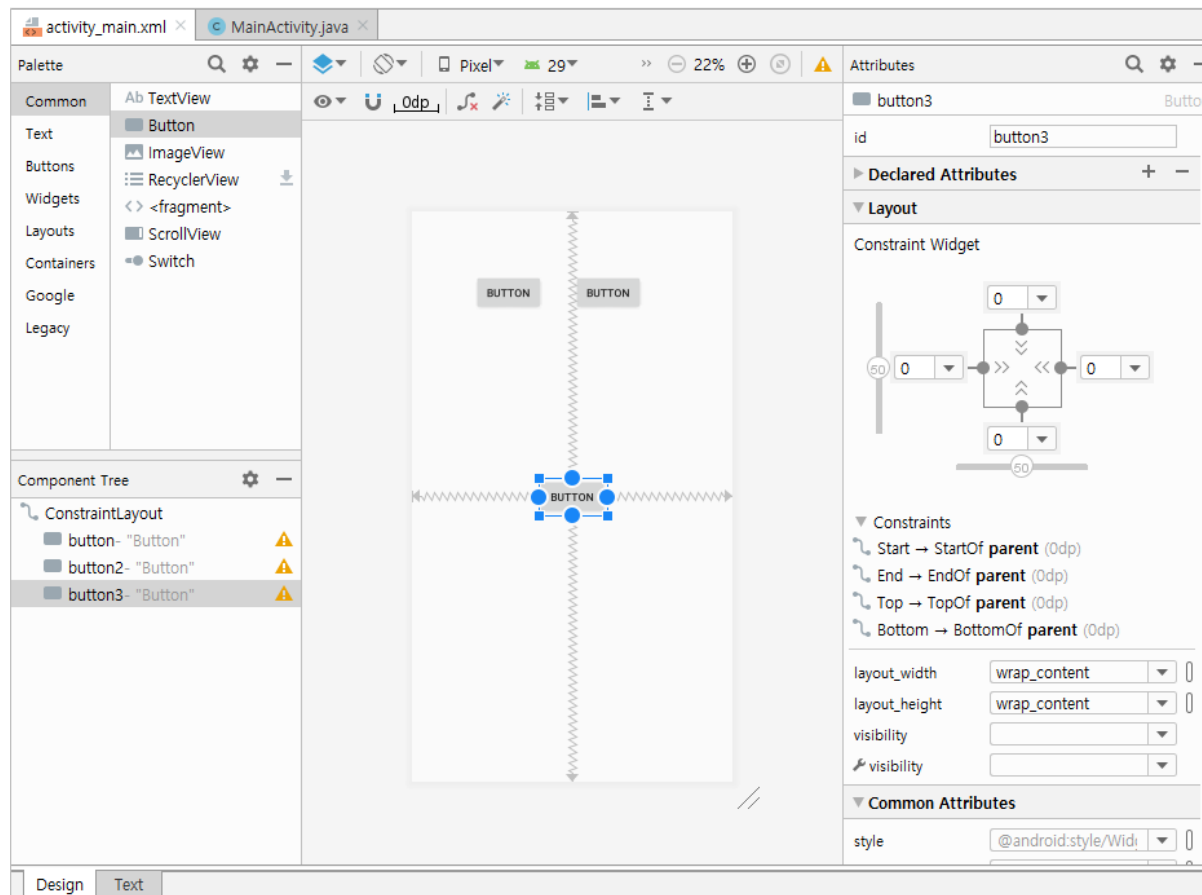 activity_main.xml
MainActivity.java
Palette
Common
Text
Buttons
Widgets
Layouts
Containers
Google
Legacy
Ab TextView
Button
ImageView
RecyclerView
<> <fragment>
ScrollView
Switch
Pixel
29
22%
0dp
BUTTON
BUTTON
BUTTON
Component Tree
ConstraintLayout
button- "Button"
button2- "Button"
button3- "Button"
Attributes
button3
Butto
id
button3
Declared Attributes
Layout
Constraint Widget
0
50
0
0
0
50
Constraints
Start → StartOf parent (0dp)
End → EndOf parent (0dp)
Top → TopOf parent (0dp)
Bottom → BottomOf parent (0dp)
layout_width
wrap_content
layout_height
wrap_content
visibility
visibility
Common Attributes
style
@android:style/Wid
Design
Text